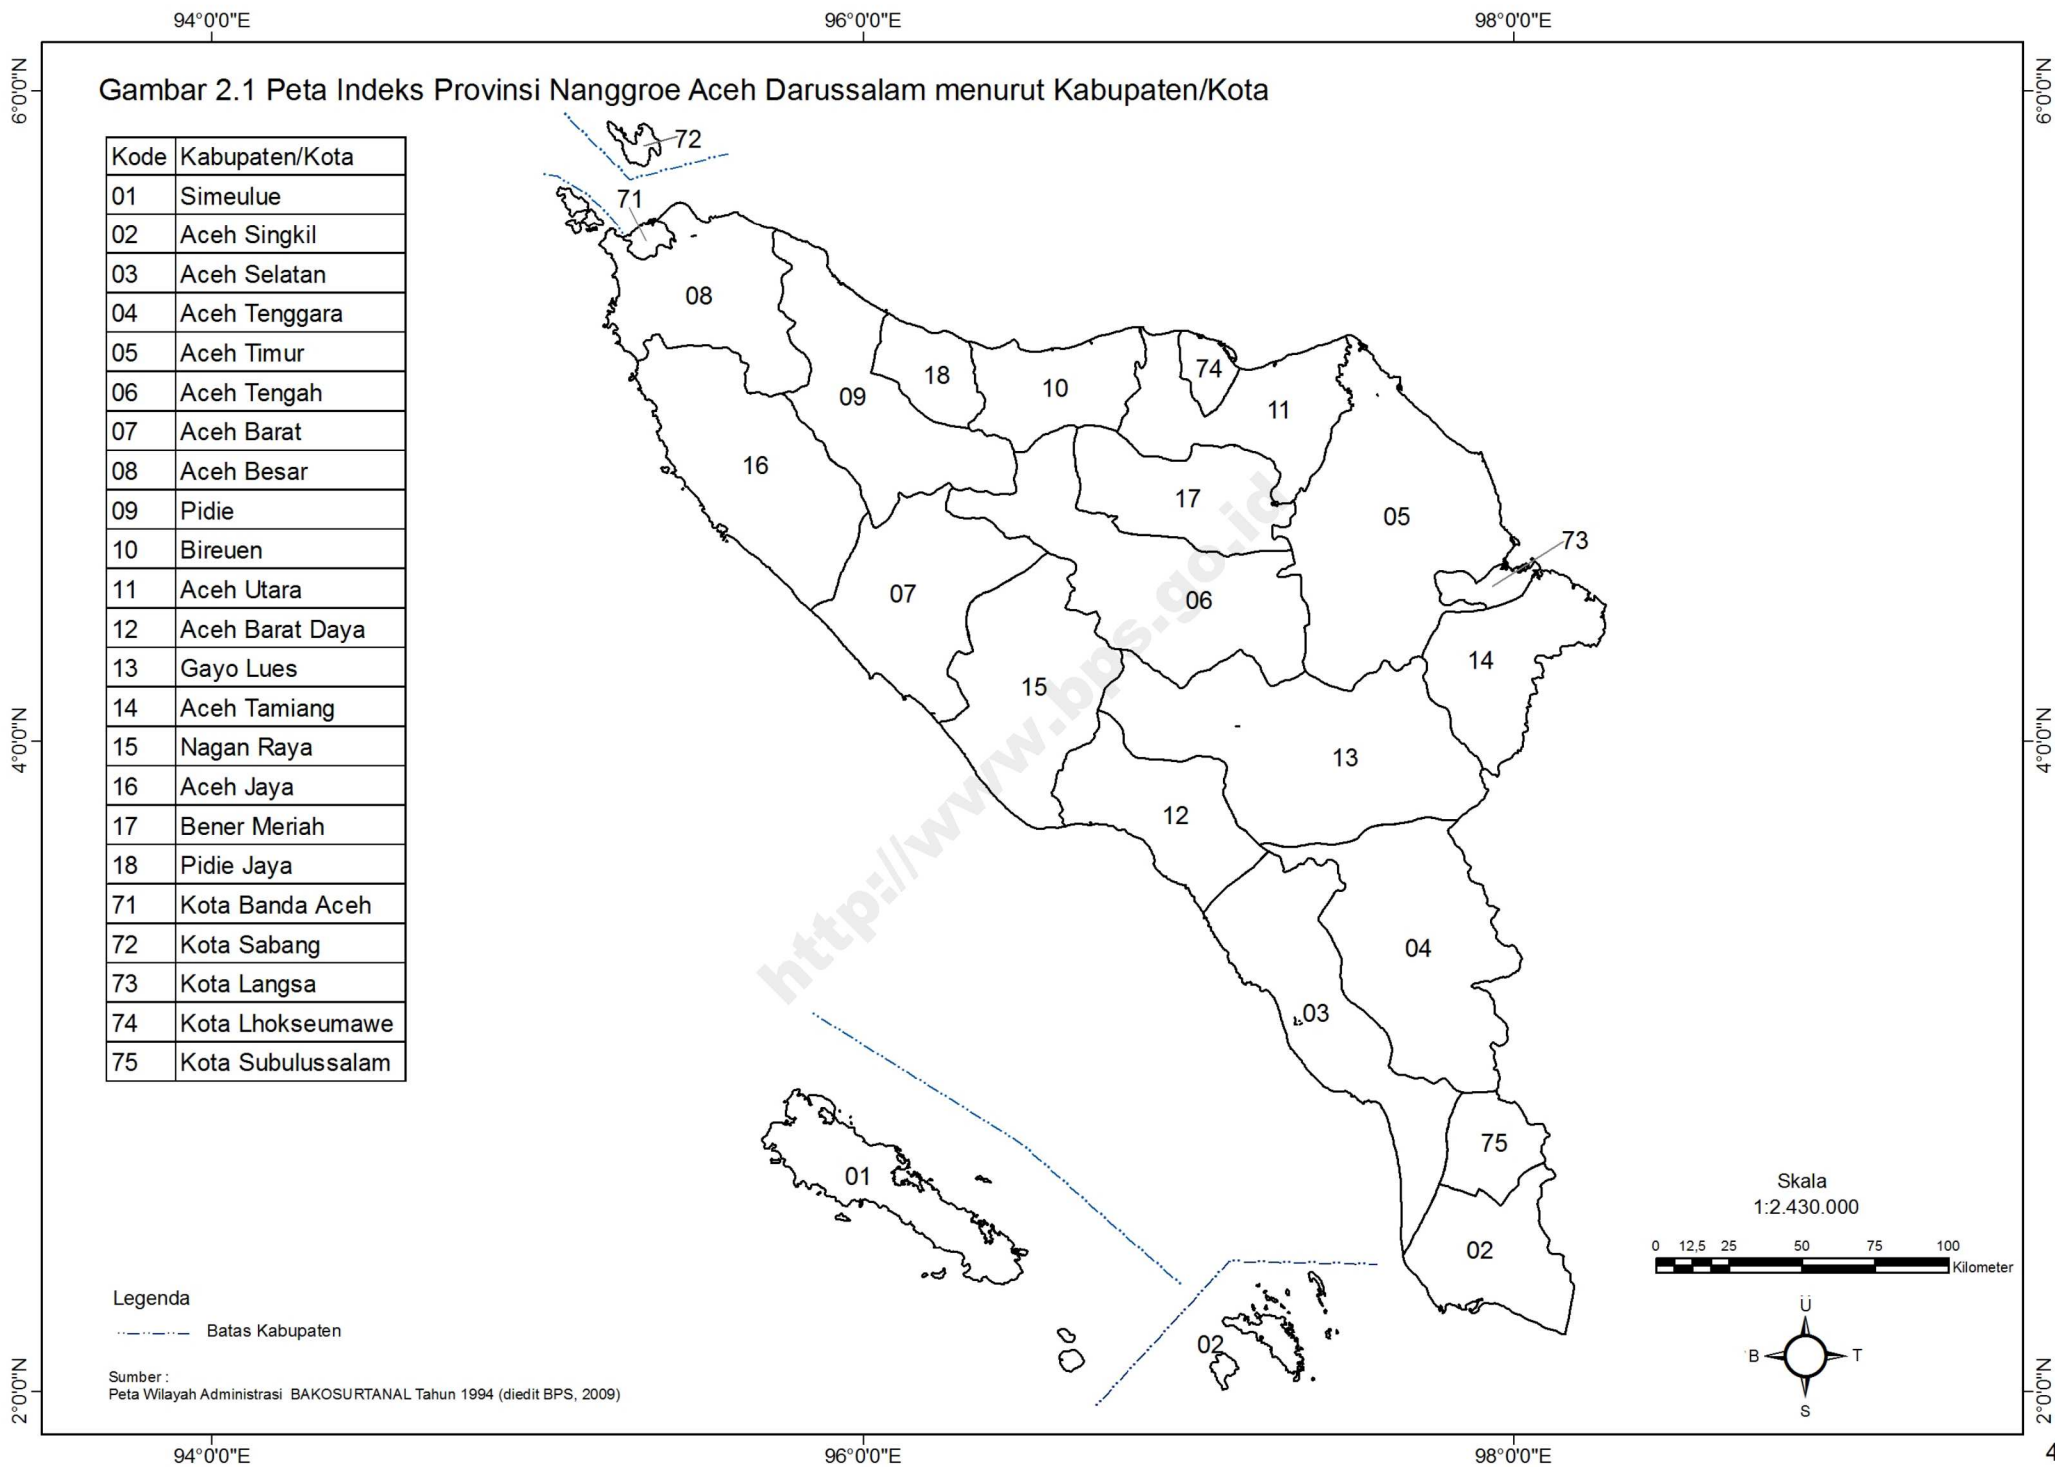 94°0'0"E 96°0'0"E 98°0'0"E
6°0'0"N 6°0'0"N
Gambar 2.1 Peta Indeks Provinsi Nanggroe Aceh Darussalam menurut Kabupaten/Kota
Kode Kabupaten/Kota
01 Simeulue
02 Aceh Singkil
03 Aceh Selatan
04 Aceh Tenggara
05 Aceh Timur
06 Aceh Tengah
07 Aceh Barat
08 Aceh Besar
09 Pidie
10 Bireuen
11 Aceh Utara
12 Aceh Barat Daya
13 Gayo Lues
14 Aceh Tamiang
15 Nagan Raya
16 Aceh Jaya
17 Bener Meriah
18 Pidie Jaya
71 Kota Banda Aceh
72 Kota Sabang
73 Kota Langsa
74 Kota Lhokseumawe
75 Kota Subulussalam
72
71
08
74
18
10
09
11
16
17
05
73
07
06
14
15
13
12
04
03
75
01
02
02
http://www.bps.go.id
4°0'0"N 4°0'0"N
Skala
1:2.430.000
0 12,5 25 50 75 100
Kilometer
U
B T
S
Legenda
Batas Kabupaten
Sumber :
Peta Wilayah Administrasi BAKOSURTANAL Tahun 1994 (diedit BPS, 2009)
2°0'0"N 2°0'0"N
94°0'0"E 96°0'0"E 98°0'0"E
4